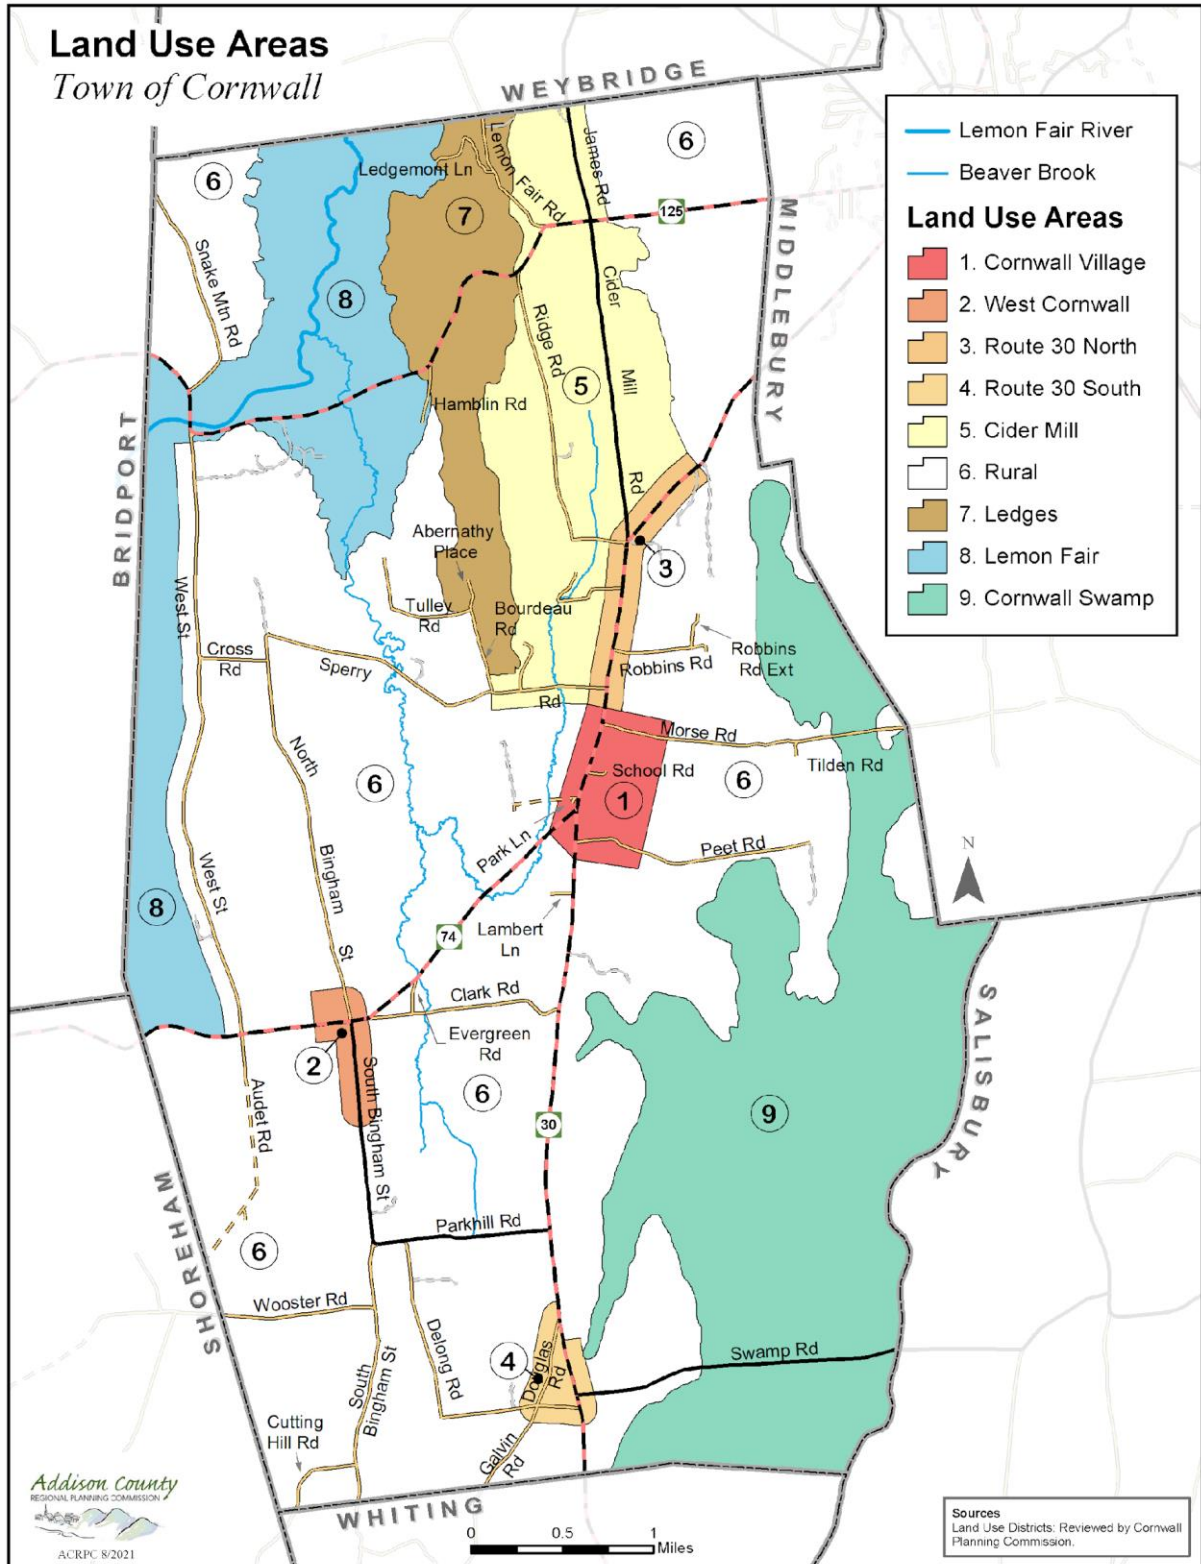 Land Use Areas
Town of Cornwall
WEYBRIDGE
MIDDLEBURY
BRIDPORT
SALISBURY
SHOREHAM
WHITING
Lemon Fair River
Beaver Brook
Land Use Areas
1. Cornwall Village
2. West Cornwall
3. Route 30 North
4. Route 30 South
5. Cider Mill
6. Rural
7. Ledges
8. Lemon Fair
9. Cornwall Swamp
Ledgemont Ln
Lemon Fair Rd
James Rd
6
6
125
7
Snake Mtn Rd
8
Cider Mill Rd
Ridge Rd
5
Hamblin Rd
Abernathy
Place
3
Tulley
Rd
Bourdeau
Rd
West St
Cross
Rd
Sperry
Rd
Robbins Rd
Robbins
Rd Ext
Morse Rd
Tilden Rd
North
Bingham
St
6
School Rd
6
1
Park Ln
Peet Rd
West St
8
74
Lambert
Ln
Clark Rd
Evergreen
Rd
2
South Bingham St
6
30
9
Audet Rd
6
Parkhill Rd
Wooster Rd
Delong Rd
4
Douglas
Rd
Swamp Rd
South
Bingham St
Cutting
Hill Rd
Galvin
Rd
N
Addison County
REGIONAL PLANNING COMMISSION
ACRPC 8/2021
0 0.5 1
Miles
Sources
Land Use Districts: Reviewed by Cornwall
Planning Commission.